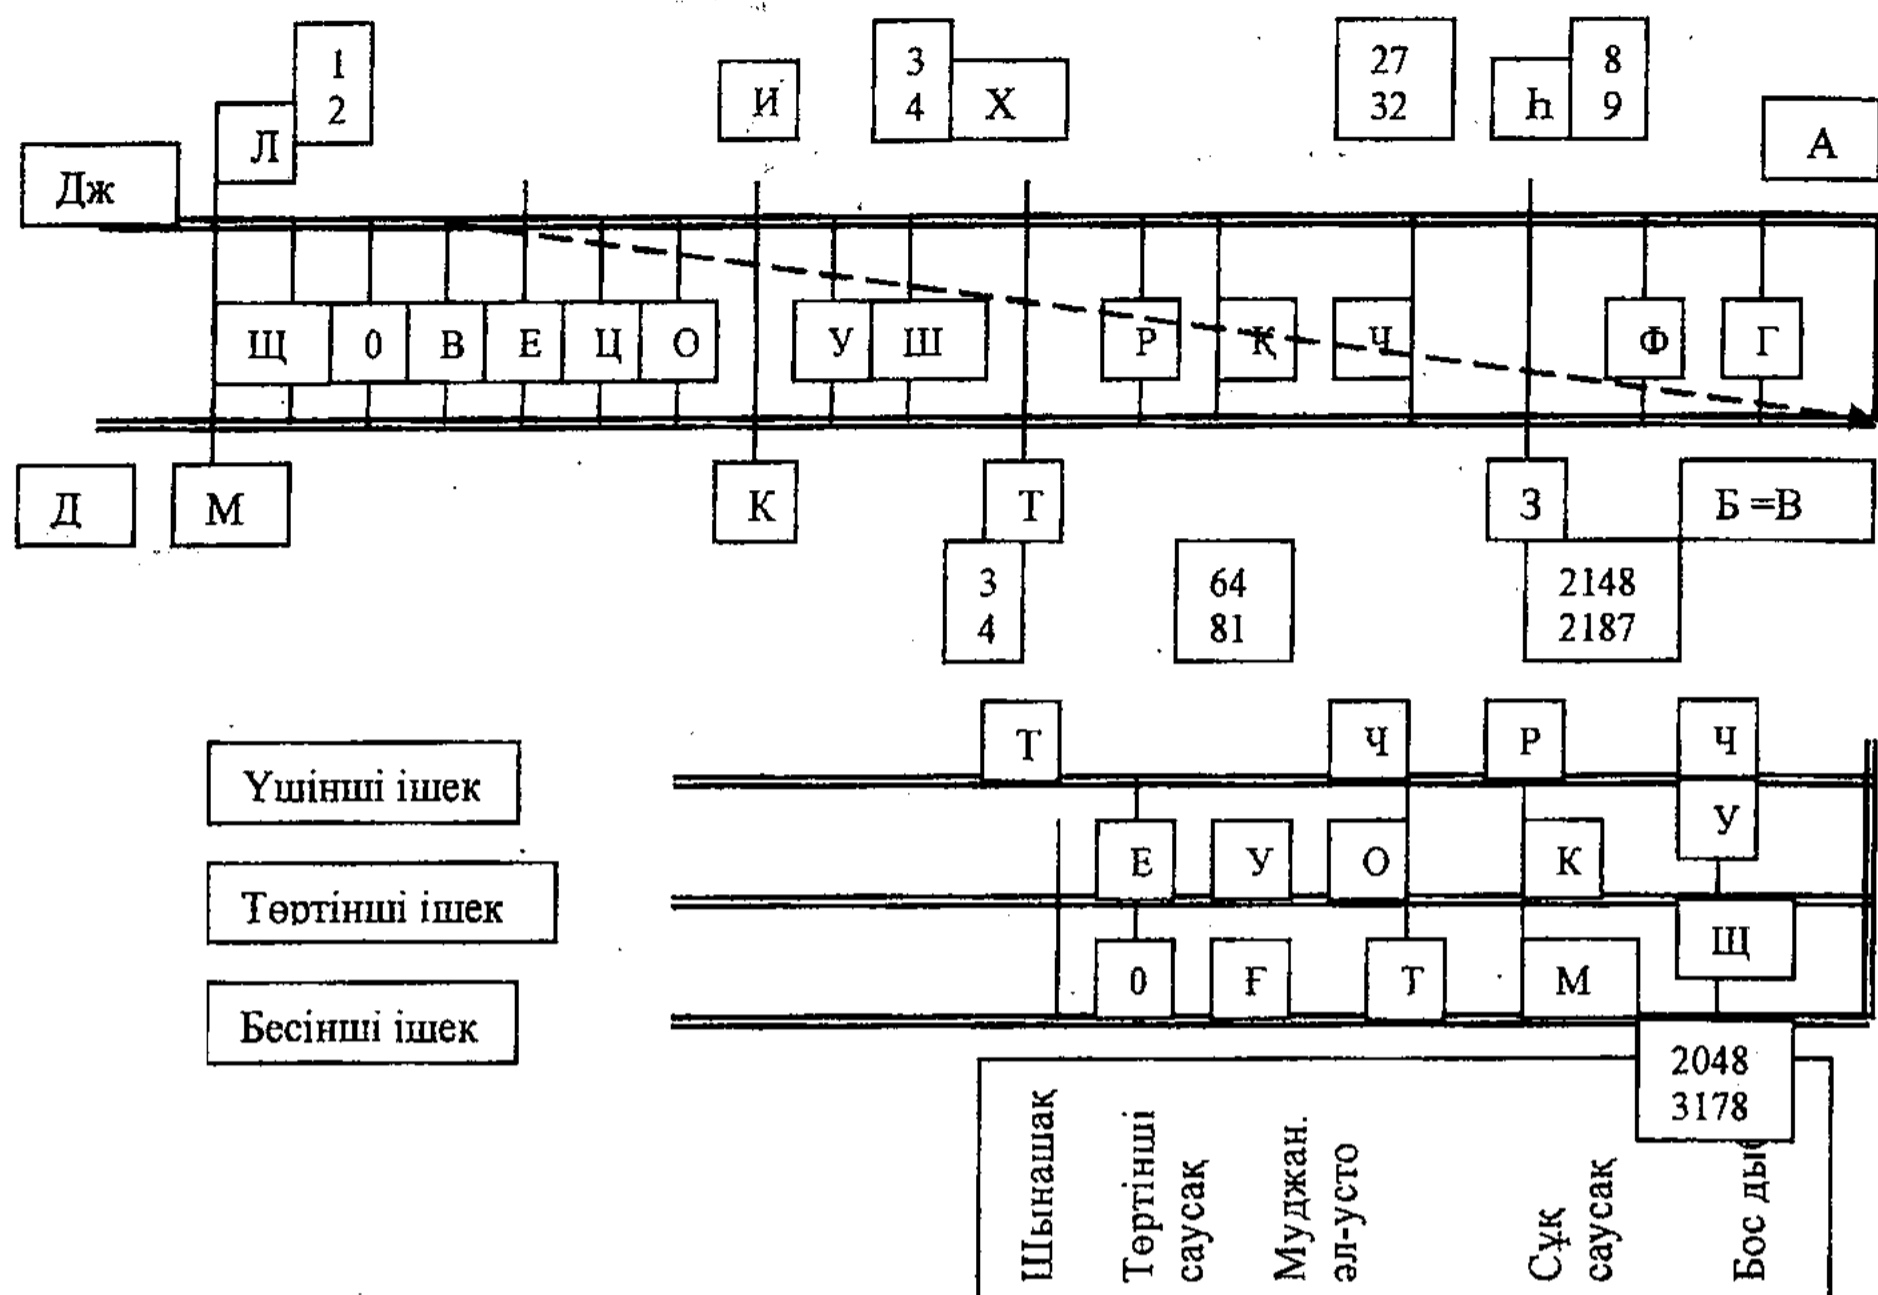 1
2
И
3
4
Х
27
32
һ
8
9
А
Л
Дж
Щ
0
В
Е
Ц
О
У
Ш
Р
Қ
Ч
Ф
Г
Д
М
К
Т
З
Б =В
3
4
64
81
2148
2187
Т
Ч
Р
Ч
Үшінші ішек
У
Е
У
О
К
Төртінші ішек
Щ
0
Ғ
Т
М
Бесінші ішек
2048
3178
Шынашақ
Төртінші
саусақ
Муджан.
әл-усто
Сұқ
саусақ
Бос